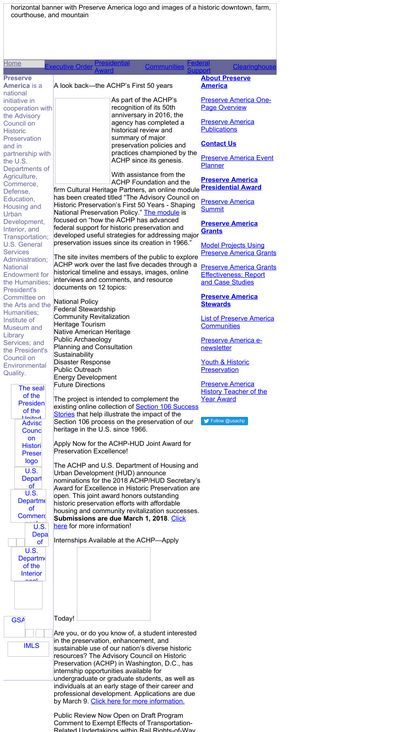 horizontal banner with Preserve America logo and images of a historic downtown, farm,
courthouse, and mountain
Home
Executive Order
Presidential
Award
Communities
Federal
Support
Clearinghouse
Preserve
America is a
national
initiative in
cooperation with
the Advisory
Council on
Historic
Preservation
and in
partnership with
the U.S.
Departments of
Agriculture,
Commerce,
Defense,
Education,
Housing and
Urban
Development,
Interior, and
Transportation;
U.S. General
Services
Administration;
National
Endowment for
the Humanities;
President's
Committee on
the Arts and the
Humanities;
Institute of
Museum and
Library
Services; and
the President's
Council on
Environmental
Quality.
The seal
of the
Presiden
of the
United
Advisc
Counc
on
Histori
Preser
logo
U.S.
Depart
of
U.S.
Departme
of
Commerc
U.S.
Depa
of
U.S.
Departme
of the
Interior
seal
GSA
IMLS
A look back—the ACHP's First 50 years
As part of the ACHP's
recognition of its 50th
anniversary in 2016, the
agency has completed a
historical review and
summary of major
preservation policies and
practices championed by the
ACHP since its genesis.
With assistance from the
ACHP Foundation and the
firm Cultural Heritage Partners, an online module
has been created titled "The Advisory Council on
Historic Preservation's First 50 Years - Shaping
National Preservation Policy." The module is
focused on "how the ACHP has advanced
federal support for historic preservation and
developed useful strategies for addressing major
preservation issues since its creation in 1966."
The site invites members of the public to explore
ACHP work over the last five decades through a
historical timeline and essays, images, online
interviews and comments, and resource
documents on 12 topics:
National Policy
Federal Stewardship
Community Revitalization
Heritage Tourism
Native American Heritage
Public Archaeology
Planning and Consultation
Sustainability
Disaster Response
Public Outreach
Energy Development
Future Directions
The project is intended to complement the
existing online collection of Section 106 Success
Stories that help illustrate the impact of the
Section 106 process on the preservation of our
heritage in the U.S. since 1966.
Apply Now for the ACHP-HUD Joint Award for
Preservation Excellence!
The ACHP and U.S. Department of Housing and
Urban Development (HUD) announce
nominations for the 2018 ACHP/HUD Secretary's
Award for Excellence in Historic Preservation are
open. This joint award honors outstanding
historic preservation efforts with affordable
housing and community revitalization successes.
Submissions are due March 1, 2018. Click
here for more information!
Internships Available at the ACHP—Apply
Today!
Are you, or do you know of, a student interested
in the preservation, enhancement, and
sustainable use of our nation's diverse historic
resources? The Advisory Council on Historic
Preservation (ACHP) in Washington, D.C., has
internship opportunities available for
undergraduate or graduate students, as well as
individuals at an early stage of their career and
professional development. Applications are due
by March 9. Click here for more information.
Public Review Now Open on Draft Program
Comment to Exempt Effects of Transportation-
Related Undertakings within Rail Rights-of-Way
About Preserve
America
Preserve America One-
Page Overview
Preserve America
Publications
Contact Us
Preserve America Event
Planner
Preserve America
Presidential Award
Preserve America
Summit
Preserve America
Grants
Model Projects Using
Preserve America Grants
Preserve America Grants
Effectiveness: Report
and Case Studies
Preserve America
Stewards
List of Preserve America
Communities
Preserve America e-
newsletter
Youth & Historic
Preservation
Preserve America
History Teacher of the
Year Award
Follow @usachp